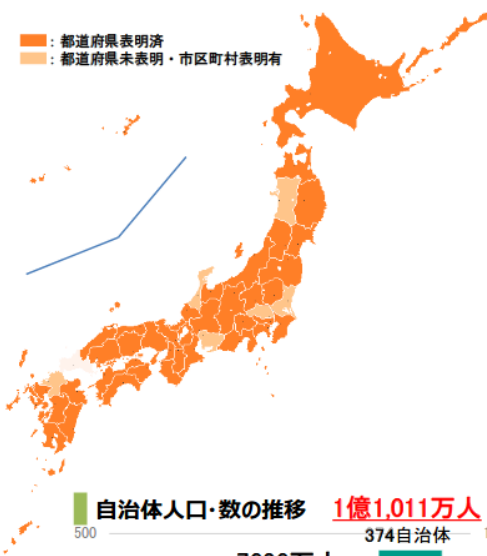 ：都道府県表明済
：都道府県未表明・市区町村表明有
自治体人口・数の推移 1億1,011万人
500
374自治体